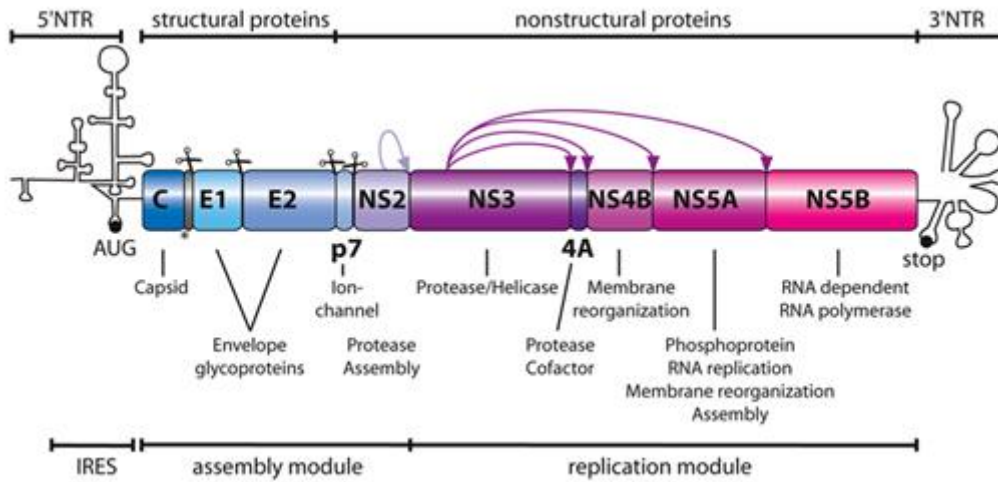 5'NTR structural proteins nonstructural proteins 3'NTR
C E1 E2 NS2 NS3 NS4B NS5A NS5B
AUG * p7 4A stop
Capsid
Ion-
channel
Protease/Helicase
Membrane
reorganization
RNA dependent
RNA polymerase
Envelope
glycoproteins
Protease
Assembly
Protease
Cofactor
Phosphoprotein
RNA replication
Membrane reorganization
Assembly
IRES assembly module replication module